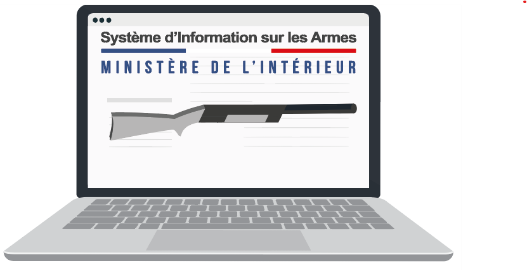 Système d'Information sur les Armes
MINISTÈRE DE L'INTÉRIEUR